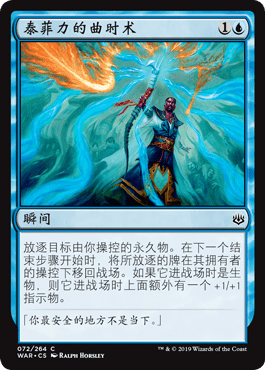 泰菲力的曲时术 1
瞬间
放逐目标由你操控的永久物。在下一个结
束步骤开始时，将所放逐的牌在其拥有者
的操控下移回战场。如果它进战场时是生
物，则它进战场时上面额外有一个 +1/+1
指示物。
「你最安全的地方不是当下。」
072/264 C
WAR • CS RALPH HORSLEY
™ & © 2019 Wizards of the Coast